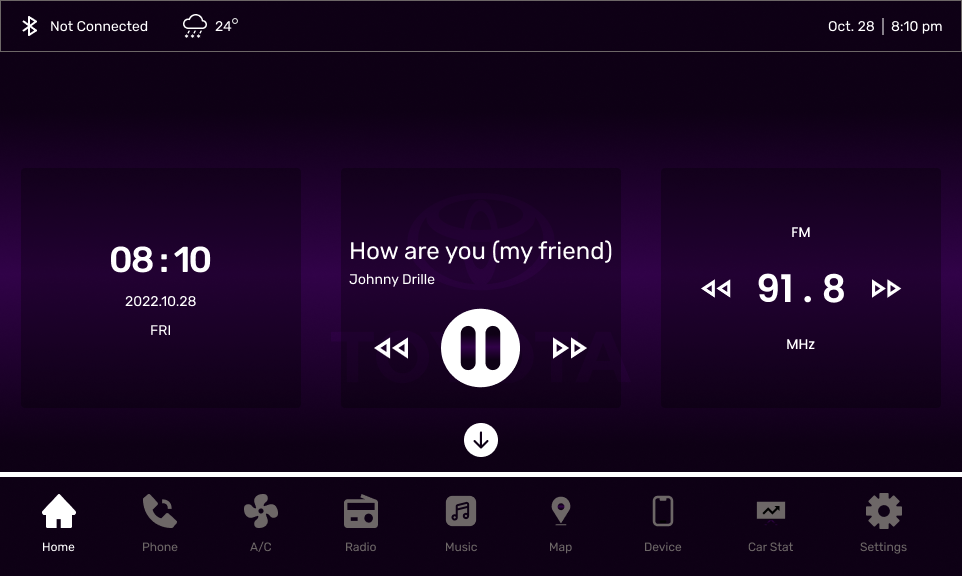 Not Connected
24°
Oct. 28 | 8:10 pm
08 : 10
2022.10.28
FRI
How are you (my friend)
Johnny Drille
TOYOTA
FM
91 . 8
MHz
Home
Phone
A/C
Radio
Music
Map
Device
Car Stat
Settings